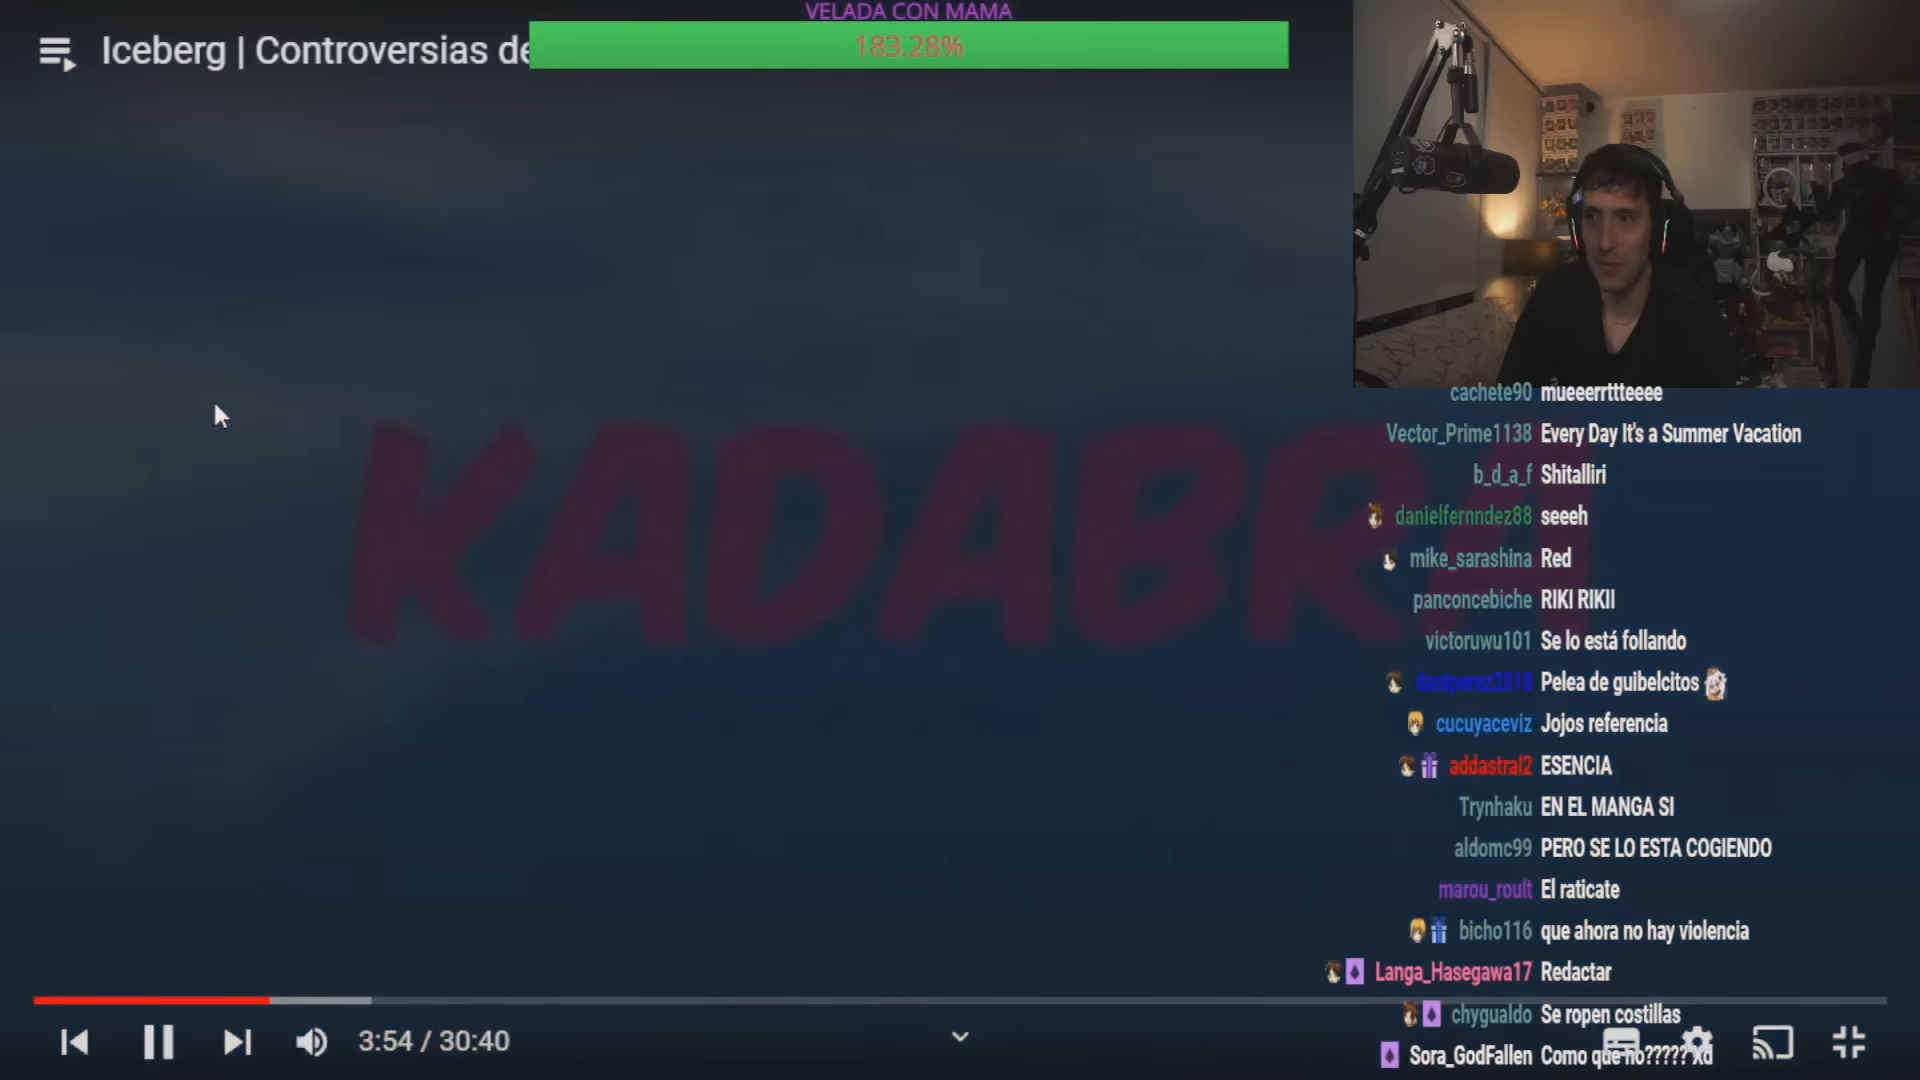 VELADA CON MAMA
183.28%
Iceberg | Controversias de
KADABRA
cachete90 mueeerrttteeee
Vector_Prime1138 Every Day It's a Summer Vacation
b_d_a_f Shitalliri
danielfernndez88 seeeh
mike_sarashina Red
panconcebiche RIKI RIKII
victoruwu101 Se lo está follando
daniperez2018 Pelea de guibelcitos
cucuyaceviz Jojos referencia
addastral2 ESENCIA
Trynhaku EN EL MANGA SI
aldomc99 PERO SE LO ESTA COGIENDO
marou_roult El raticate
bicho116 que ahora no hay violencia
Langa_Hasegawa17 Redactar
chygualdo Se ropen costillas
Sora_GodFallen Como que no????? Xd
3:54 / 30:40